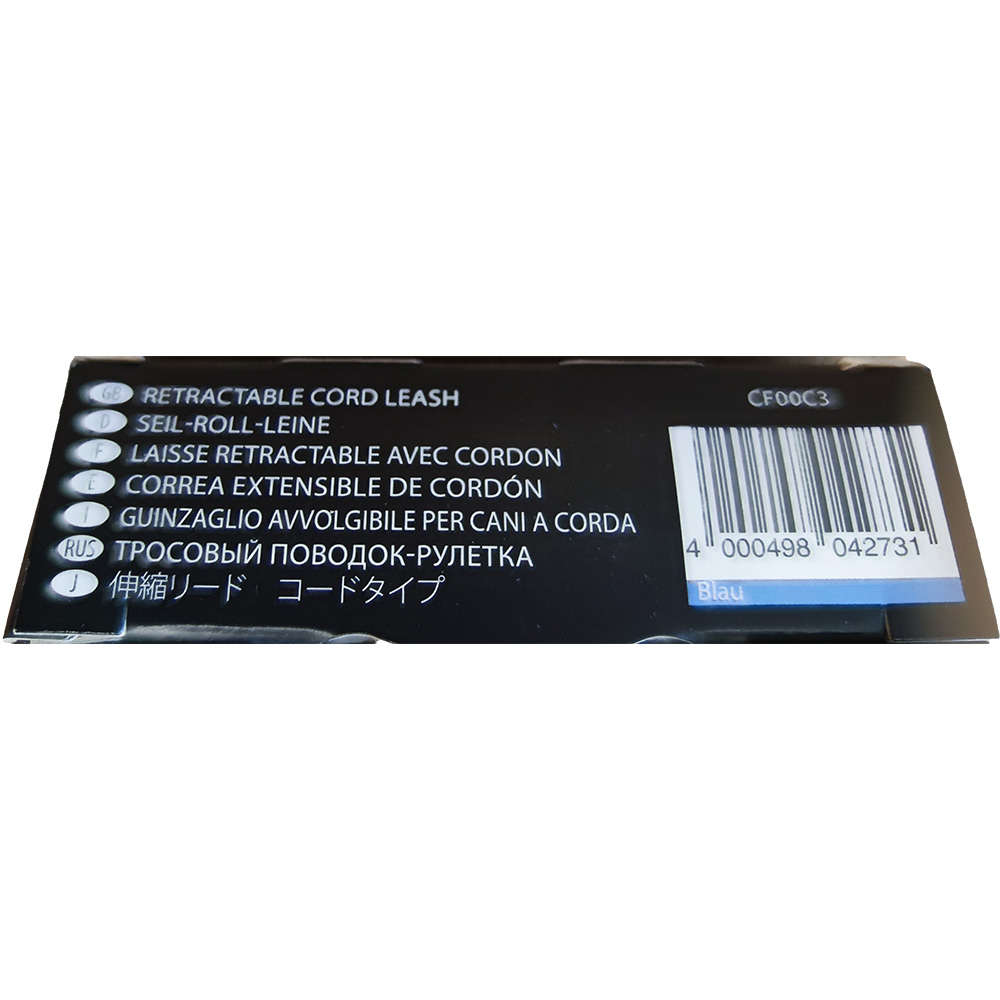 GB RETRACTABLE CORD LEASH
D SEIL-ROLL-LEINE
F LAISSE RETRACTABLE AVEC CORDON
E CORREA EXTENSIBLE DE CORDÓN
I GUINZAGLIO AVVOLGIBILE PER CANI A CORDA
RUS ТРОСОВЫЙ ПОВОДОК-РУЛЕТКА
J 伸縮リード コードタイプ
CF00C3
4 000498 042731
Blau